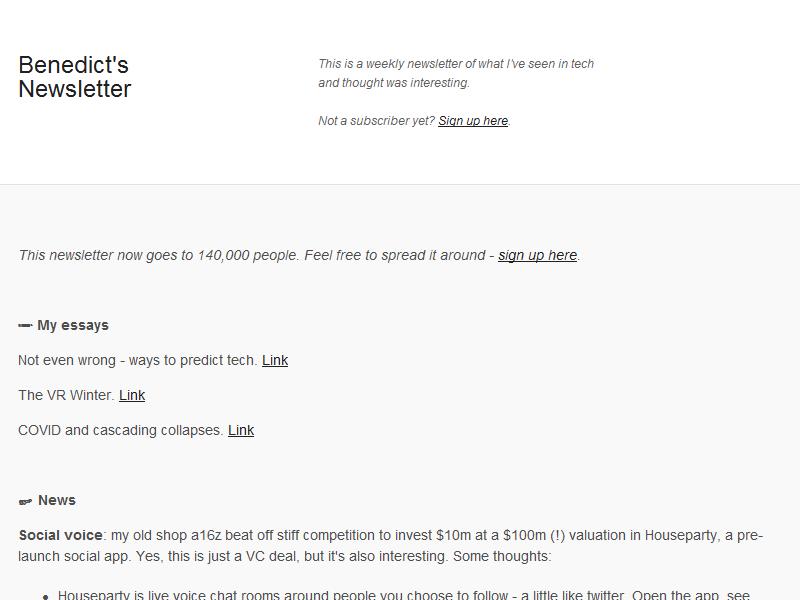 Benedict's
Newsletter
This is a weekly newsletter of what I've seen in tech
and thought was interesting.
Not a subscriber yet? Sign up here.
This newsletter now goes to 140,000 people. Feel free to spread it around - sign up here.
My essays
Not even wrong - ways to predict tech. Link
The VR Winter. Link
COVID and cascading collapses. Link
News
Social voice: my old shop a16z beat off stiff competition to invest $10m at a $100m (!) valuation in Houseparty, a pre-
launch social app. Yes, this is just a VC deal, but it's also interesting. Some thoughts:
• Houseparty is live voice chat rooms around people you choose to follow - a little like twitter. Open the app, see